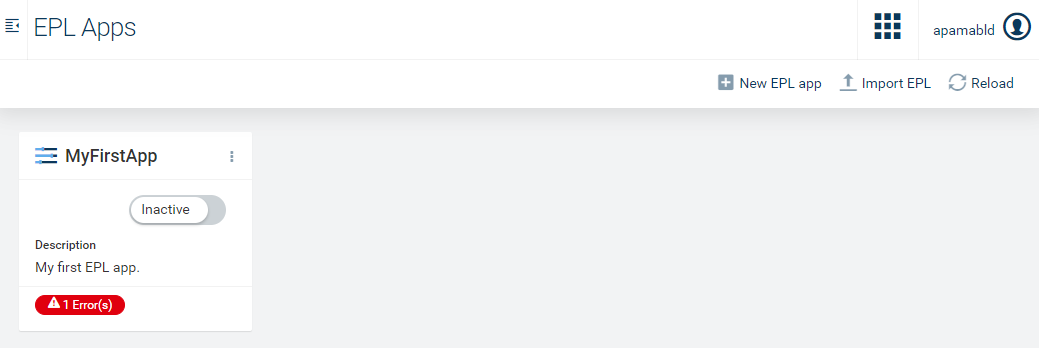 EPL Apps
apamabld
New EPL app
Import EPL
Reload
MyFirstApp
Inactive
Description
My first EPL app.
1 Error(s)